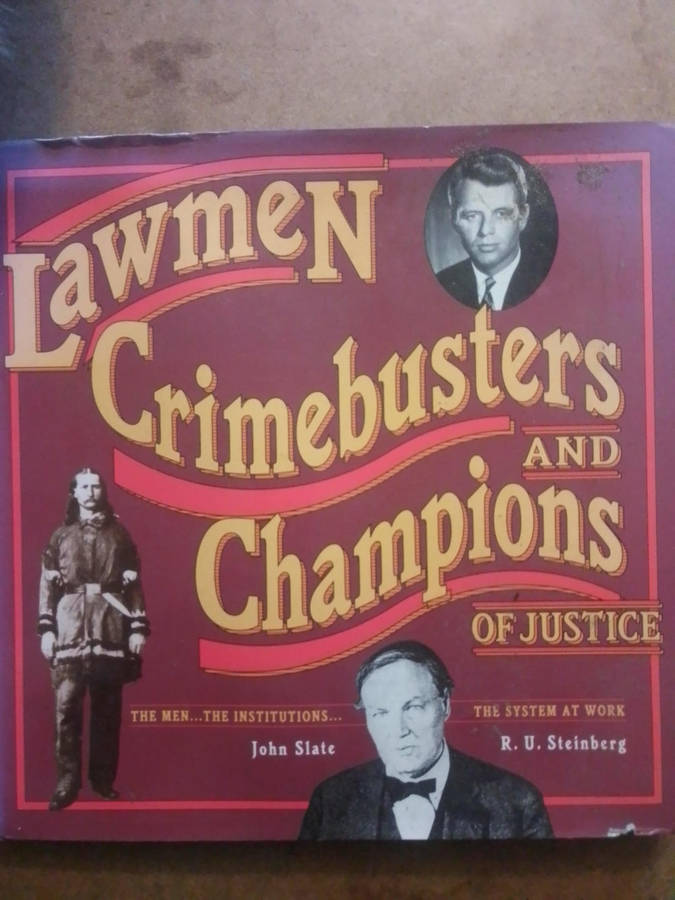 LawmeN
Crimebusters
AND
Champions
OF JUSTICE
THE MEN...THE INSTITUTIONS...
THE SYSTEM AT WORK
John Slate
R. U. Steinberg